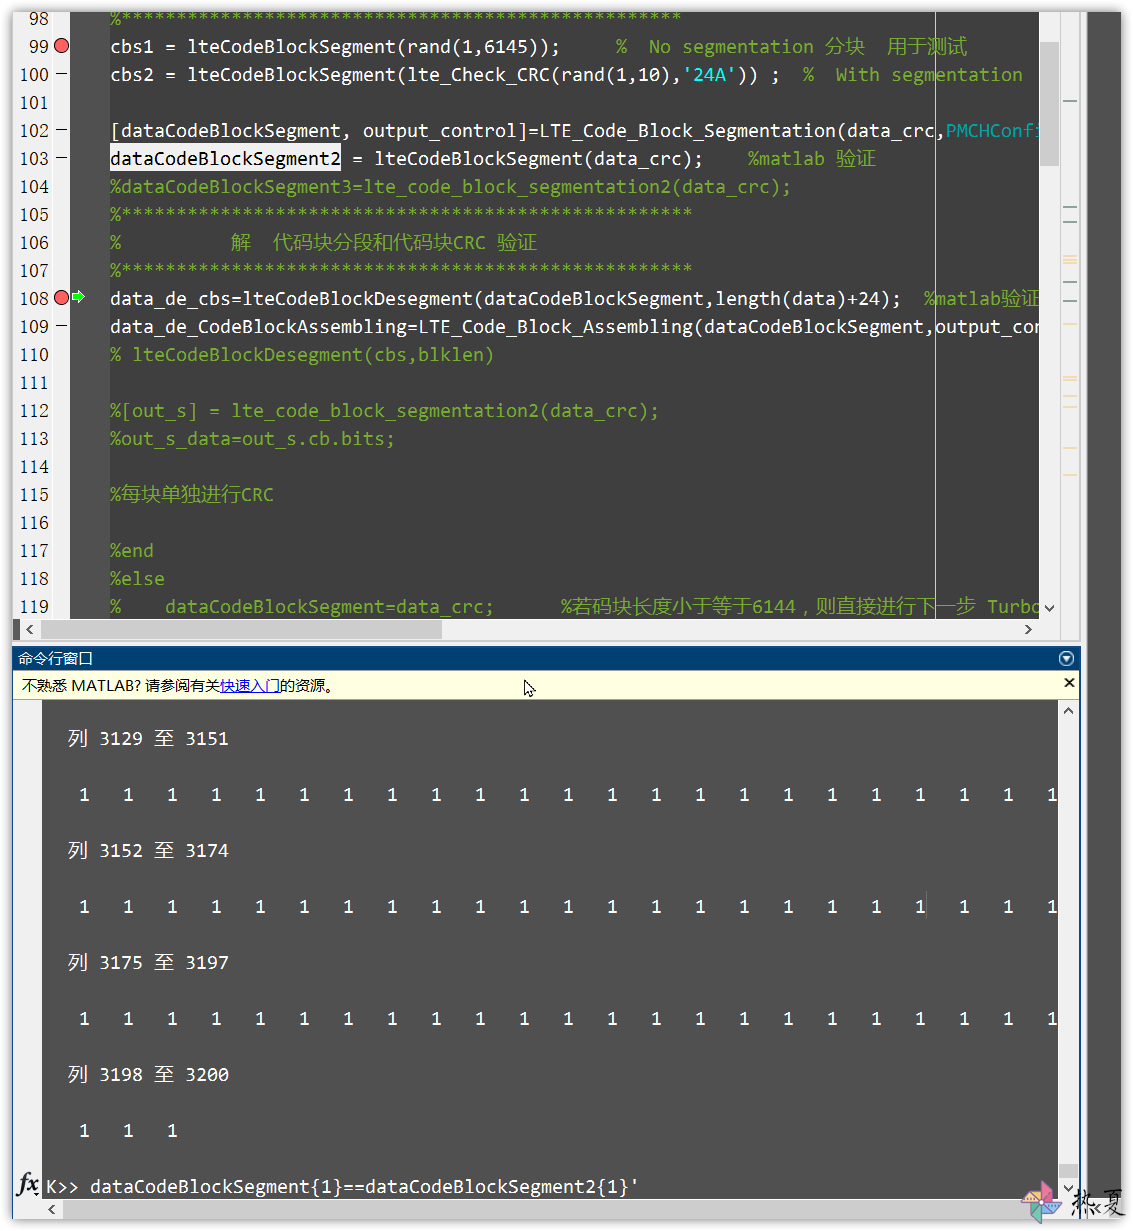 98 %***************************************************
99 cbs1 = lteCodeBlockSegment(rand(1,6145)); % No segmentation 分块 用于测试
100 cbs2 = lteCodeBlockSegment(lte_Check_CRC(rand(1,10),'24A')) ; % With segmentation
101
102 [dataCodeBlockSegment, output_control]=LTE_Code_Block_Segmentation(data_crc,PMCHConfi
103 dataCodeBlockSegment2 = lteCodeBlockSegment(data_crc); %matlab 验证
104 %dataCodeBlockSegment3=lte_code_block_segmentation2(data_crc);
105 %****************************************************
106 % 解 代码块分段和代码块CRC 验证
107 %****************************************************
108 data_de_cbs=lteCodeBlockDesegment(dataCodeBlockSegment,length(data)+24); %matlab验证
109 data_de_CodeBlockAssembling=LTE_Code_Block_Assembling(dataCodeBlockSegment,output_con
110 % lteCodeBlockDesegment(cbs,blklen)
111
112 %[out_s] = lte_code_block_segmentation2(data_crc);
113 %out_s_data=out_s.cb.bits;
114
115 %每块单独进行CRC
116
117 %end
118 %else
119 % dataCodeBlockSegment=data_crc; %若码块长度小于等于6144，则直接进行下一步 Turbo
命令行窗口
不熟悉 MATLAB? 请参阅有关快速入门的资源。
列 3129 至 3151
1 1 1 1 1 1 1 1 1 1 1 1 1 1 1 1 1 1 1 1 1 1 1
列 3152 至 3174
1 1 1 1 1 1 1 1 1 1 1 1 1 1 1 1 1 1 1 1 1 1 1
列 3175 至 3197
1 1 1 1 1 1 1 1 1 1 1 1 1 1 1 1 1 1 1 1 1 1 1
列 3198 至 3200
1 1 1
fx K>> dataCodeBlockSegment{1}==dataCodeBlockSegment2{1}'
热夏